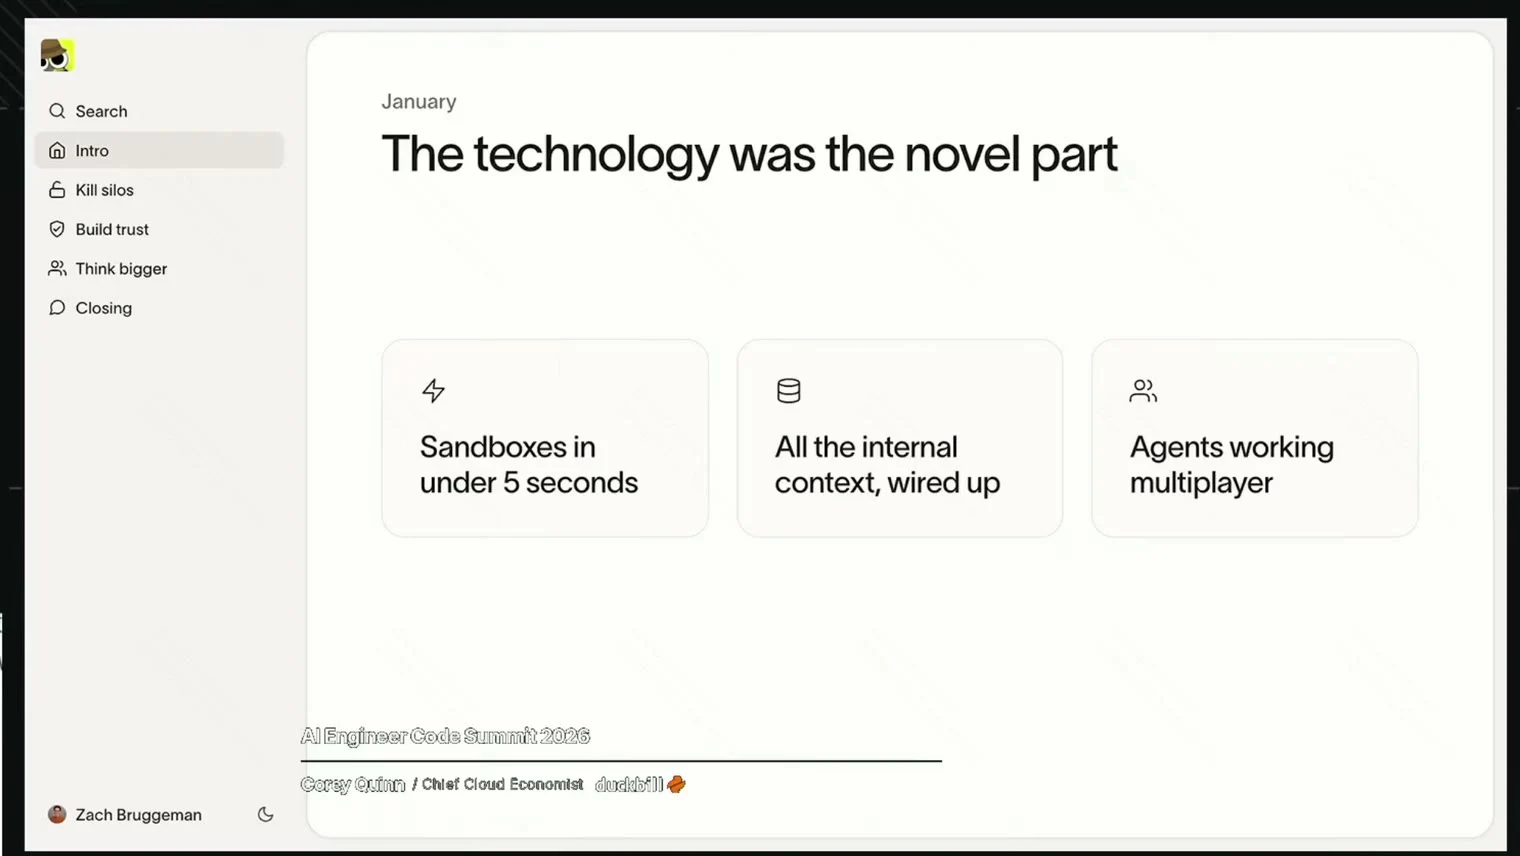 Search
Intro
Kill silos
Build trust
Think bigger
Closing
Zach Bruggeman
January
The technology was the novel part
Sandboxes in
under 5 seconds
All the internal
context, wired up
Agents working
multiplayer
AI Engineer Code Summit 2026
Corey Quinn / Chief Cloud Economist duckbill